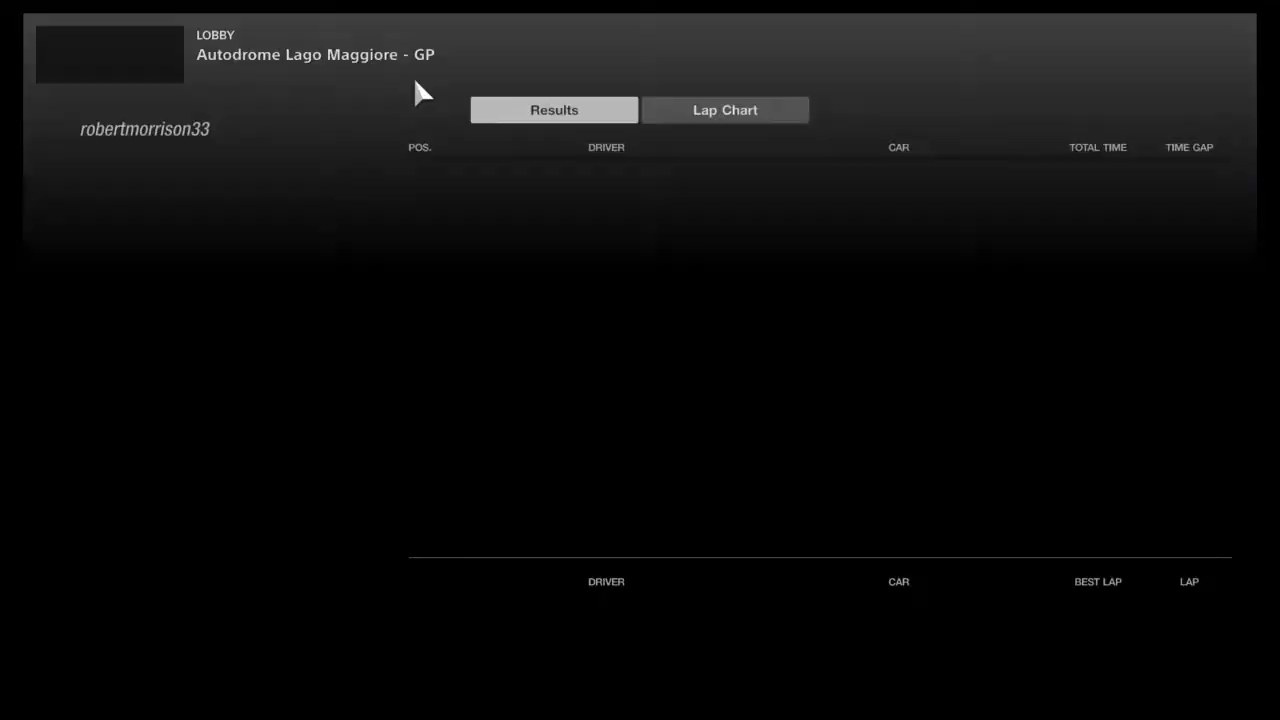 LOBBY
Autodrome Lago Maggiore - GP
robertmorrison33
Results Lap Chart
POS. DRIVER CAR TOTAL TIME TIME GAP
DRIVER CAR BEST LAP LAP